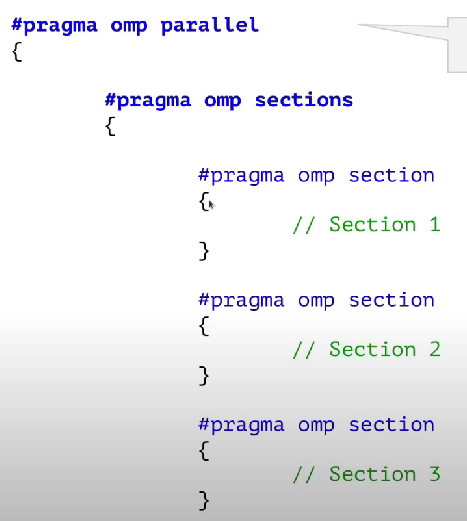 #pragma omp parallel
{
#pragma omp sections
{
#pragma omp section
{
// Section 1
}
#pragma omp section
{
// Section 2
}
#pragma omp section
{
// Section 3
}